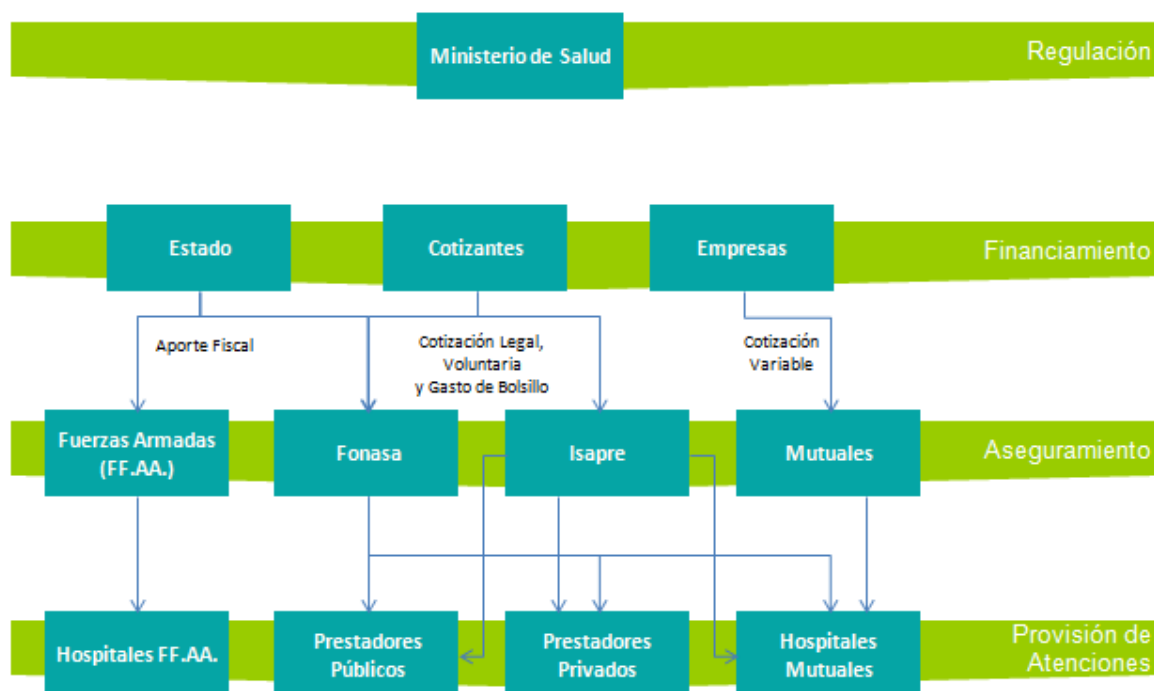 Ministerio de Salud
Regulación
Estado
Cotizantes
Empresas
Financiamiento
Aporte Fiscal
Cotización Legal,
Voluntaria
y Gasto de Bolsillo
Cotización
Variable
Fuerzas Armadas
(FF.AA.)
Fonasa
Isapre
Mutuales
Aseguramiento
Hospitales FF.AA.
Prestadores
Públicos
Prestadores
Privados
Hospitales
Mutuales
Provisión de
Atenciones